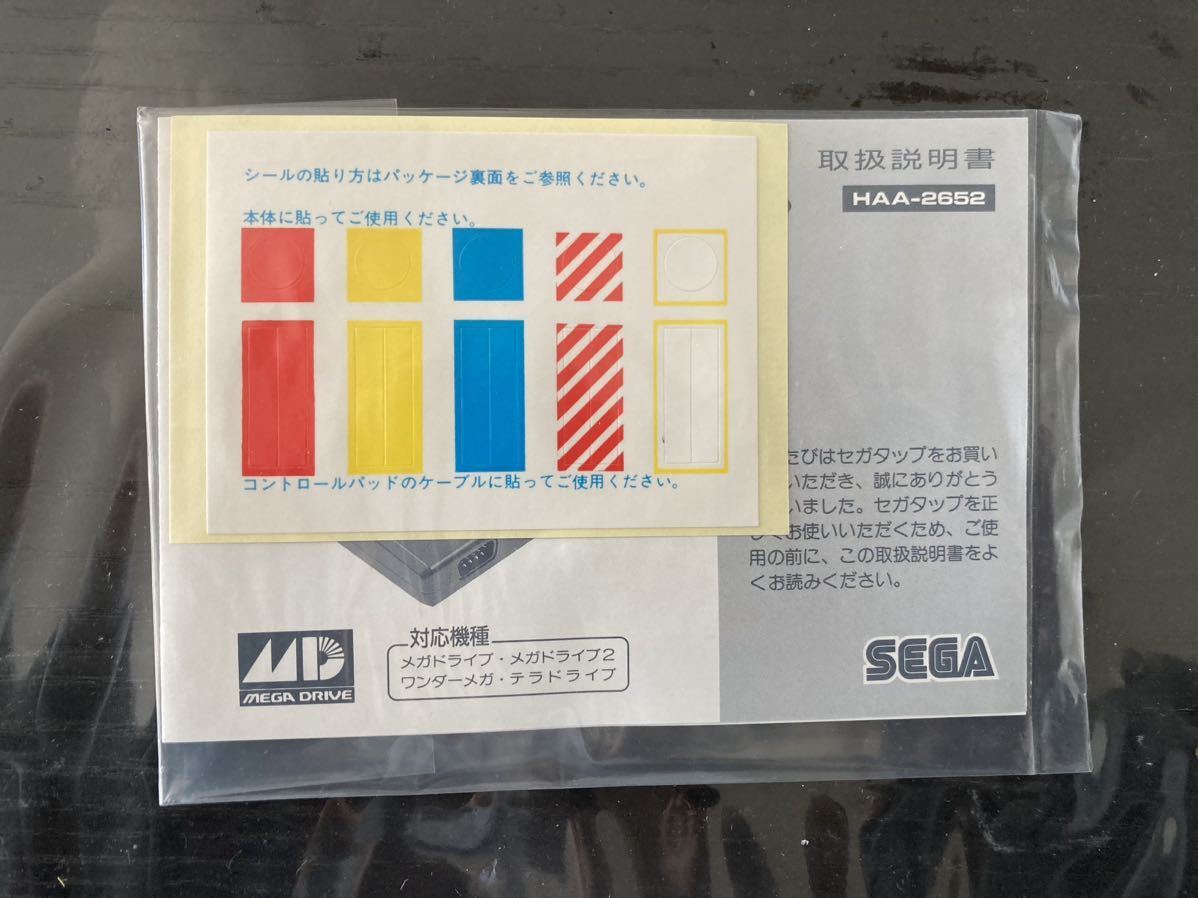 シールの貼り方はパッケージ裏面をご参照ください。
本体に貼ってご使用ください。
コントロールパッドのケーブルに貼ってご使用ください。
取扱説明書
HAA-2652
たびはセガタップをお買い
いただき、誠にありがとう
いました。セガタップを正
しくお使いいただくため、ご使
用の前に、この取扱説明書をよ
くお読みください。
対応機種
メガドライブ・メガドライブ2
ワンダーメガ・テラドライブ
MD
MEGA DRIVE
SEGA